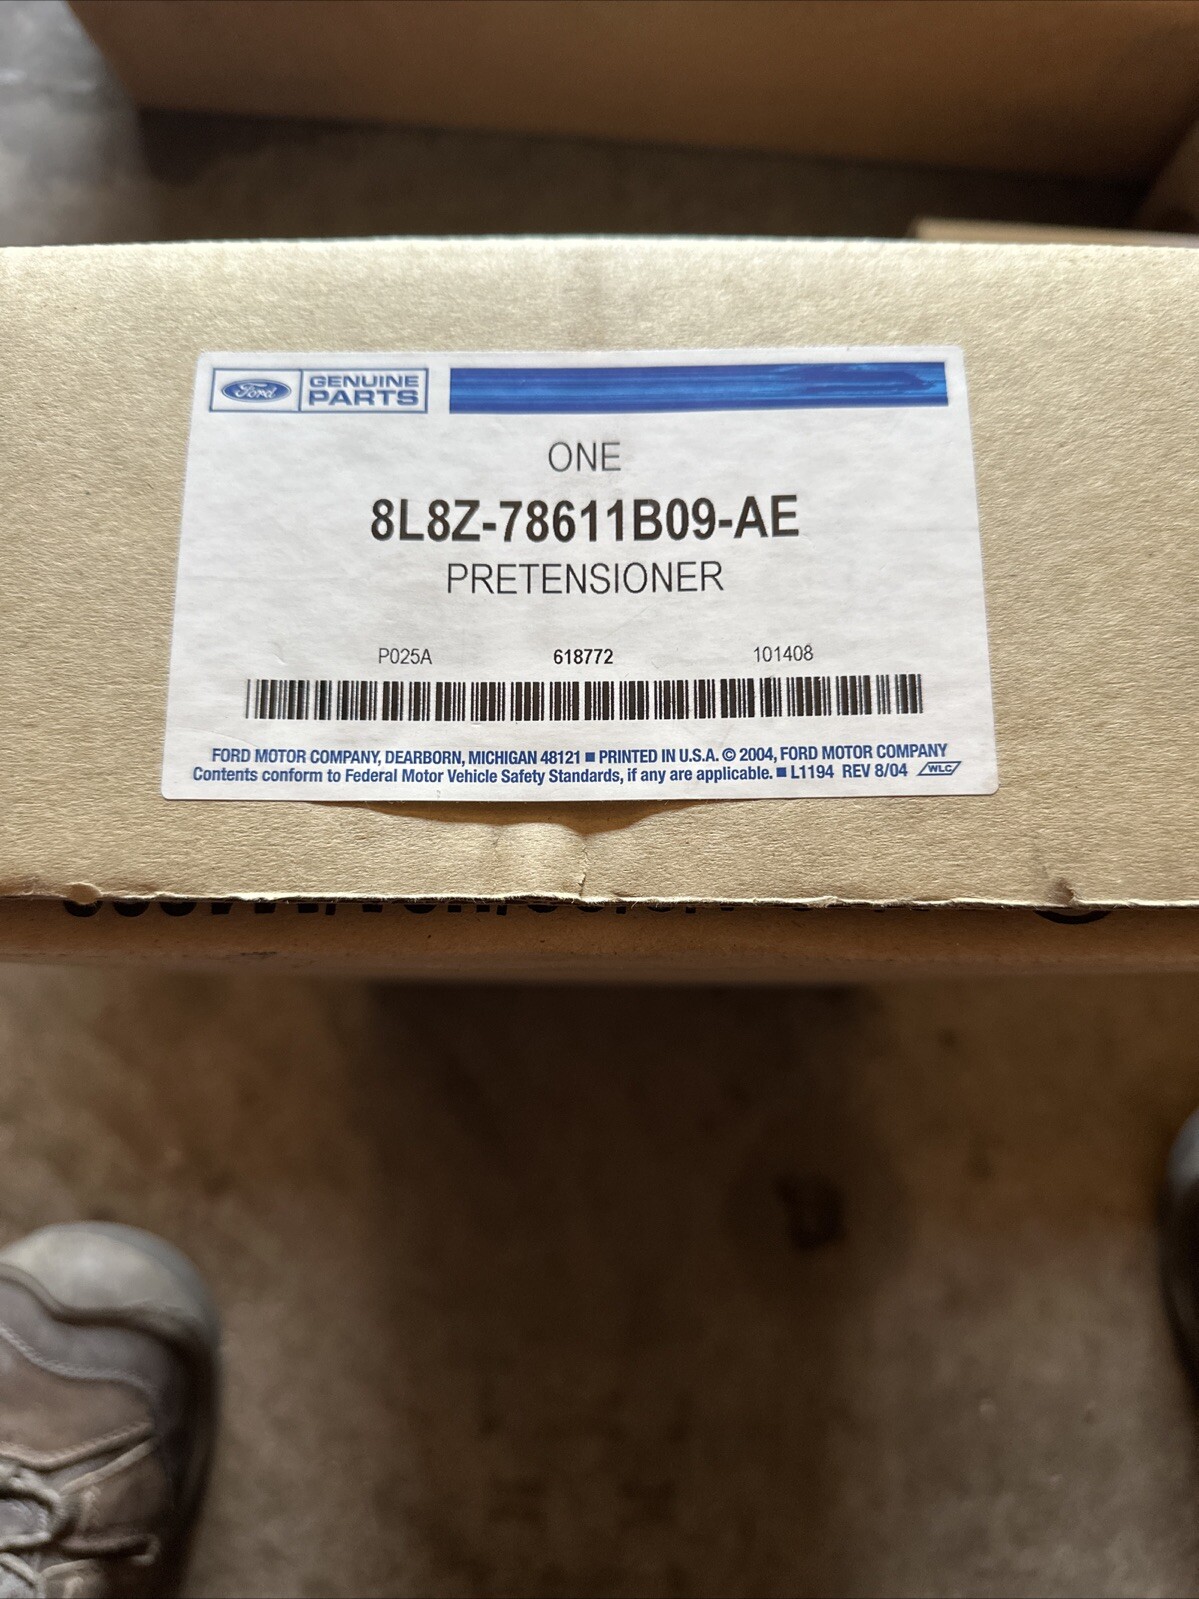 Ford
GENUINE
PARTS
ONE
8L8Z-78611B09-AE
PRETENSIONER
P025A 618772 101408
FORD MOTOR COMPANY, DEARBORN, MICHIGAN 48121 ■ PRINTED IN U.S.A. © 2004, FORD MOTOR COMPANY
Contents conform to Federal Motor Vehicle Safety Standards, if any are applicable. ■ L1194 REV 8/04 WLC